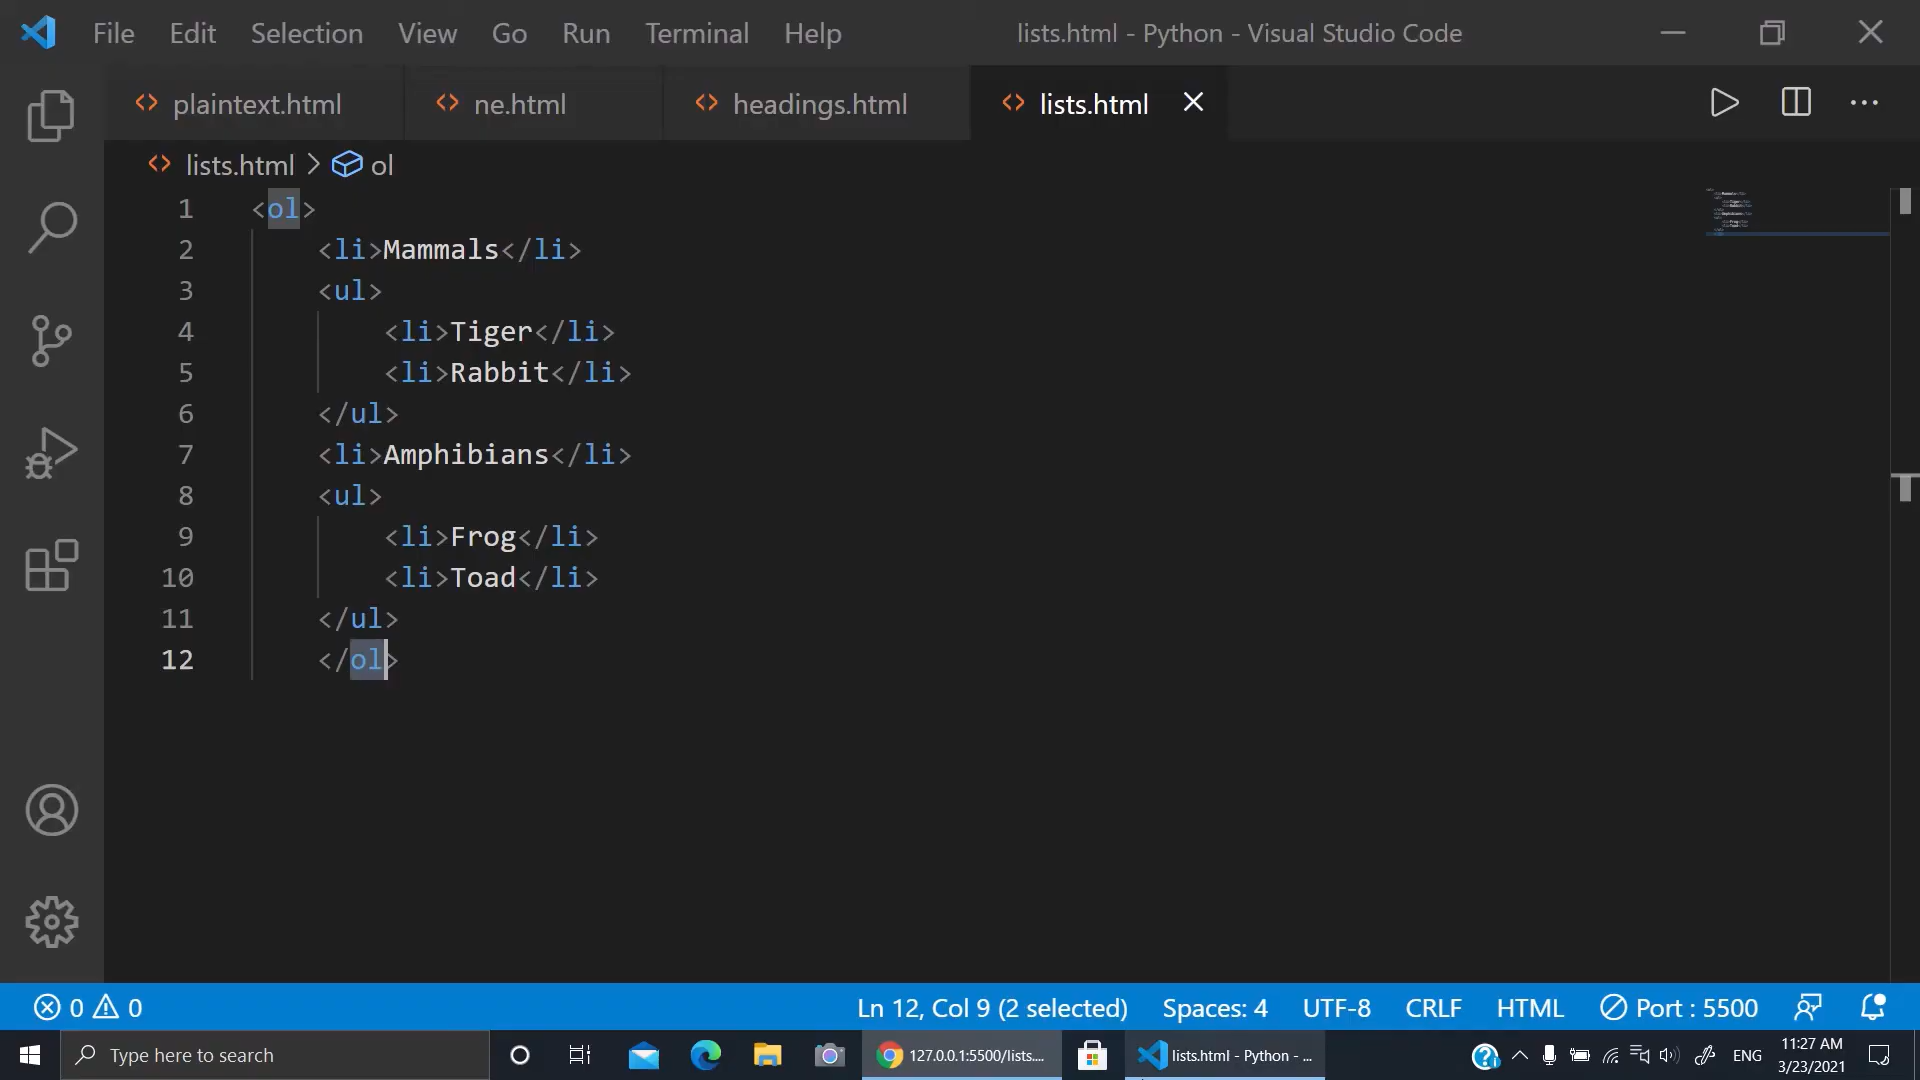 File Edit Selection View Go Run Terminal Help lists.html - Python - Visual Studio Code
plaintext.html ne.html headings.html lists.html
lists.html > ol
1 <ol>
2 <li>Mammals</li>
3 <ul>
4 <li>Tiger</li>
5 <li>Rabbit</li>
6 </ul>
7 <li>Amphibians</li>
8 <ul>
9 <li>Frog</li>
10 <li>Toad</li>
11 </ul>
12 </ol>
0 0 Ln 12, Col 9 (2 selected) Spaces: 4 UTF-8 CRLF HTML Port : 5500
Type here to search 127.0.0.1:5500/lists.... lists.html - Python - ... ENG 11:27 AM
3/23/2021